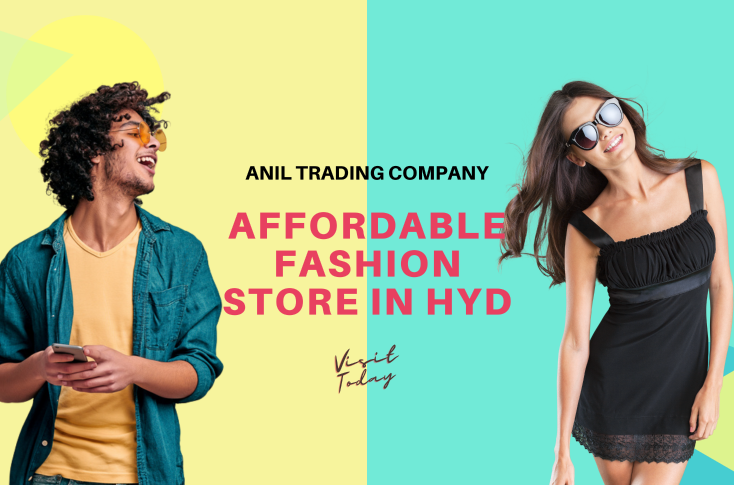 ANIL TRADING COMPANY
AFFORDABLE
FASHION
STORE IN HYD
Visit
Today